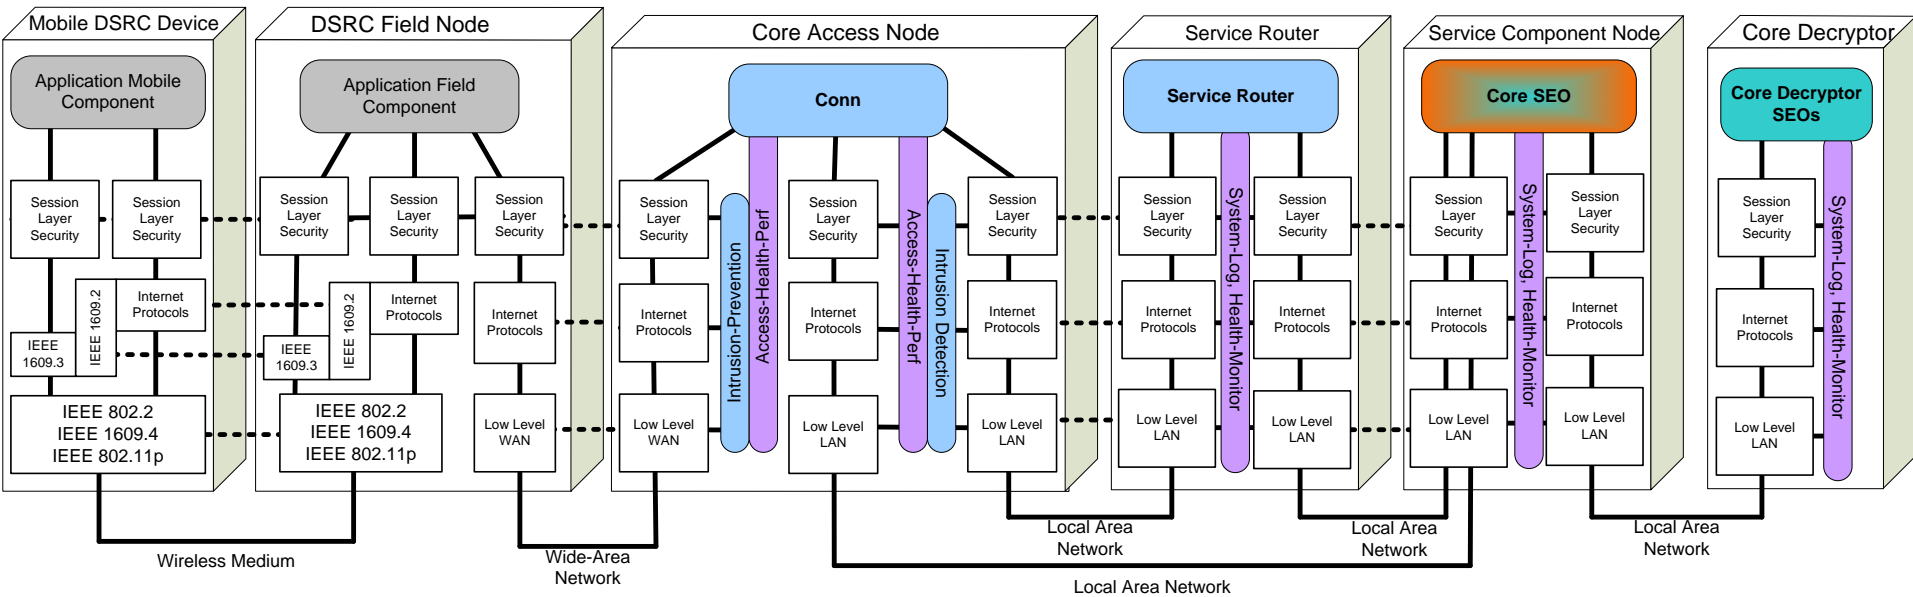 Mobile DSRC Device
DSRC Field Node
Core Access Node
Service Router
Service Component Node
Core Decryptor
Application Mobile
Component
Application Field
Component
Conn
Service Router
Core SEO
Core Decryptor
SEOs
Session
Layer
Security
Session
Layer
Security
Session
Layer
Security
Session
Layer
Security
Session
Layer
Security
Session
Layer
Security
Session
Layer
Security
Session
Layer
Security
Session
Layer
Security
Session
Layer
Security
Session
Layer
Security
Session
Layer
Security
Session
Layer
Security
IEEE
1609.3
IEEE 1609.2
Internet
Protocols
IEEE
1609.3
IEEE 1609.2
Internet
Protocols
Internet
Protocols
Internet
Protocols
Intrusion-Prevention
Access-Health-Perf
Internet
Protocols
Access-Health-Perf
Intrusion Detection
Internet
Protocols
Internet
Protocols
System-Log, Health-Monitor
Internet
Protocols
Internet
Protocols
System-Log, Health-Monitor
Internet
Protocols
Internet
Protocols
System-Log, Health-Monitor
IEEE 802.2
IEEE 1609.4
IEEE 802.11p
IEEE 802.2
IEEE 1609.4
IEEE 802.11p
Low Level
WAN
Low Level
WAN
Low Level
LAN
Low Level
LAN
Low Level
LAN
Low Level
LAN
Low Level
LAN
Low Level
LAN
Low Level
LAN
Wireless Medium
Wide-Area
Network
Local Area
Network
Local Area
Network
Local Area
Network
Local Area Network